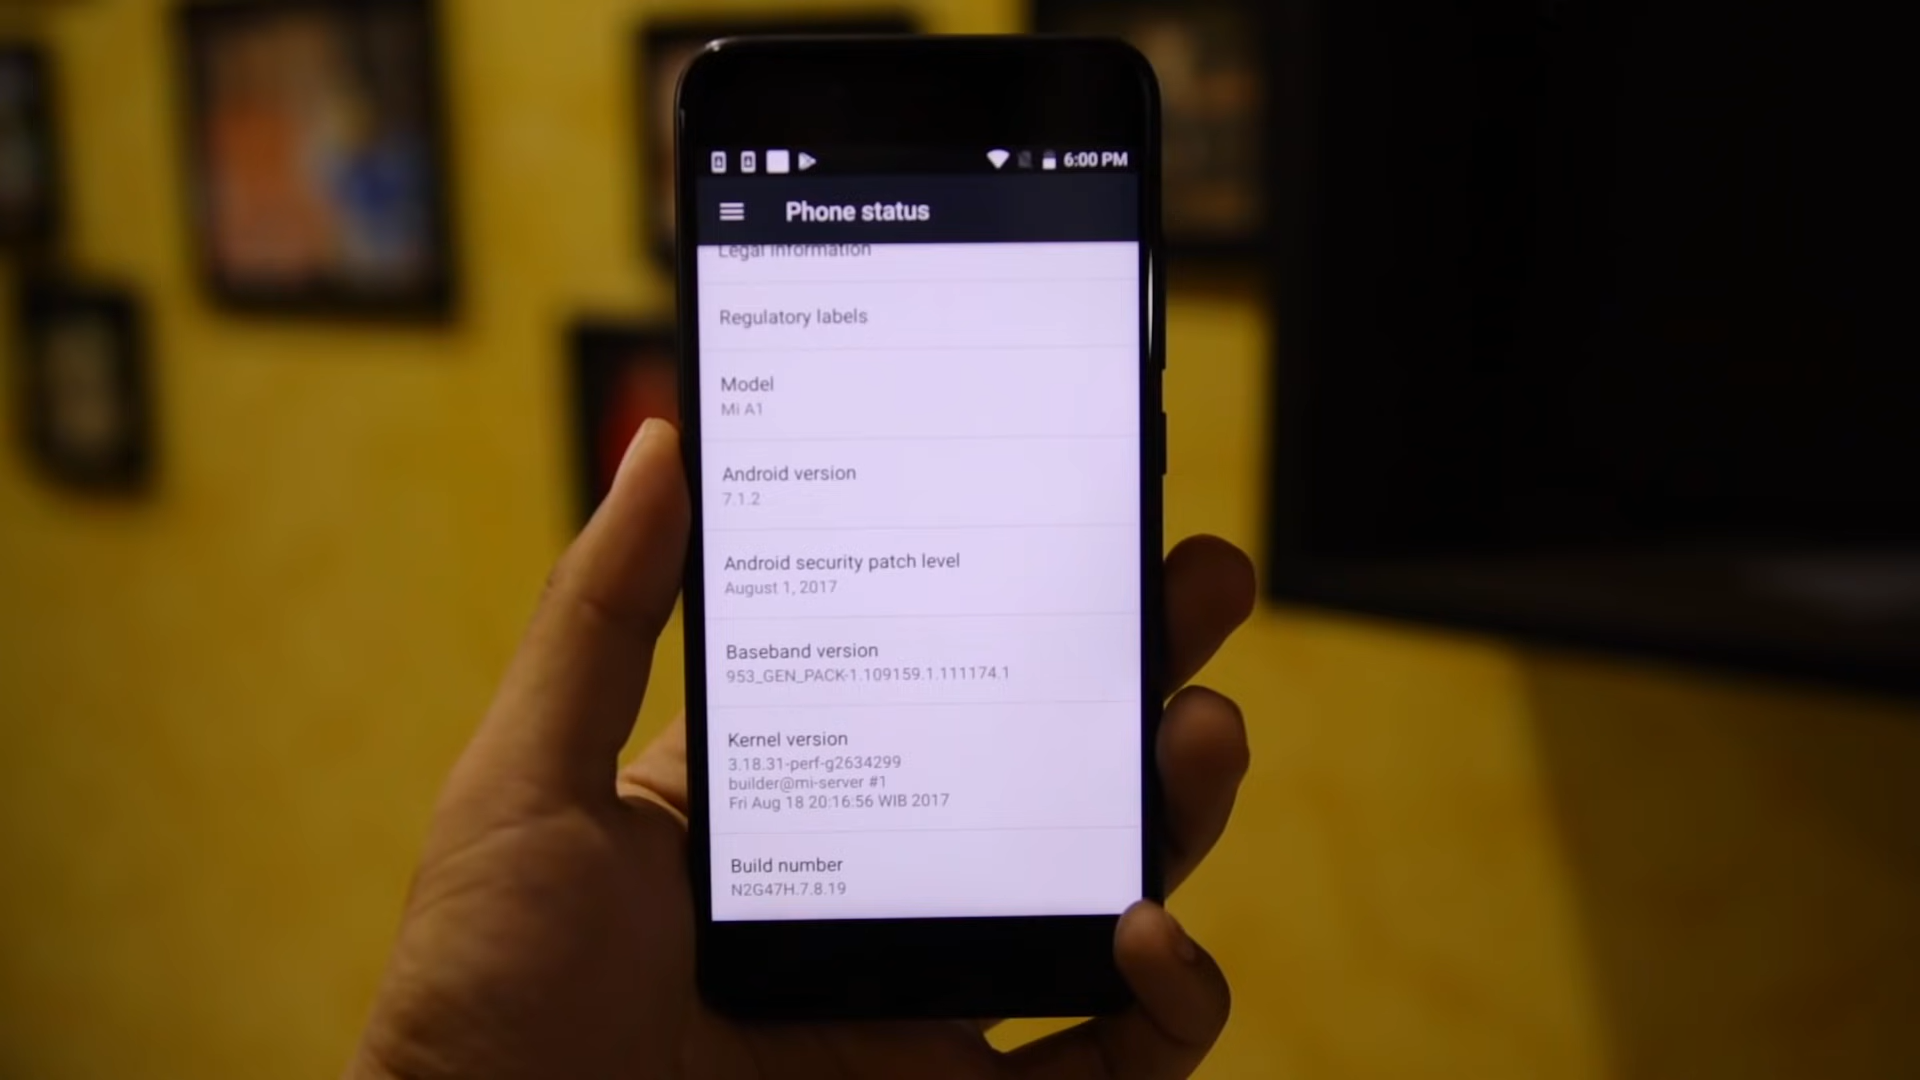 6:00 PM
Phone status
Legal information
Regulatory labels
Model
Mi A1
Android version
7.1.2
Android security patch level
August 1, 2017
Baseband version
953_GEN_PACK-1.109159.1.111174.1
Kernel version
3.18.31-perf-g2634299
builder@mi-server #1
Fri Aug 18 20:16:56 WIB 2017
Build number
N2G47H.7.8.19